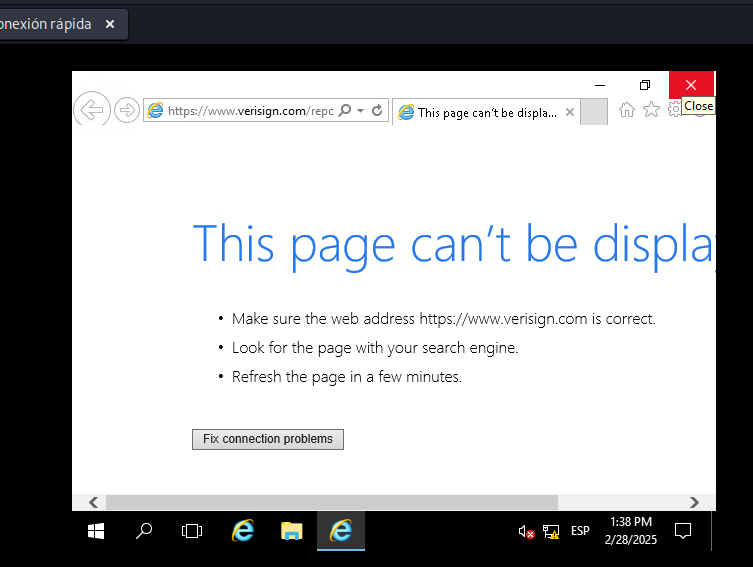 onexión rápida
Close
https://www.verisign.com/repc
This page can't be displa...
This page can't be displa
• Make sure the web address https://www.verisign.com is correct.
• Look for the page with your search engine.
• Refresh the page in a few minutes.
Fix connection problems
ESP
1:38 PM
2/28/2025